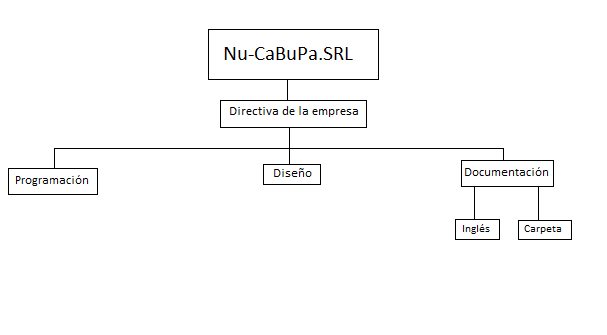 Nu-CaBuPa.SRL
Directiva de la empresa
Programación
Diseño
Documentación
Inglés
Carpeta